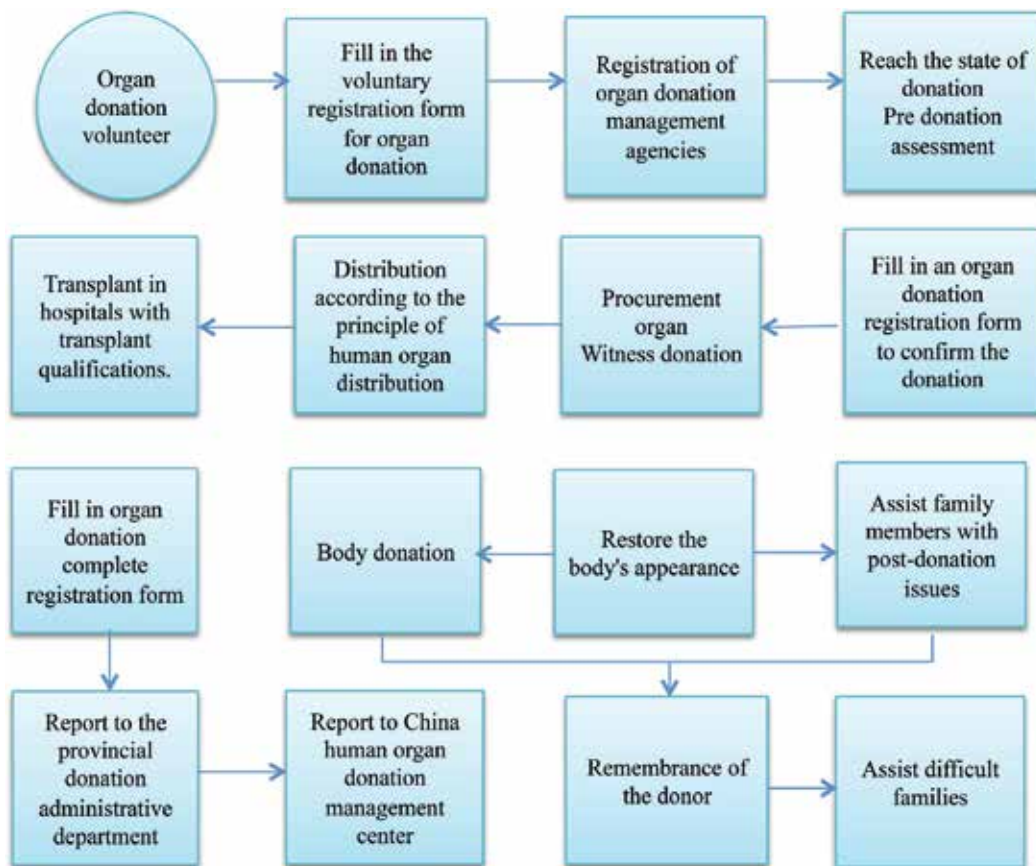 Organ
donation
volunteer
Fill in the
voluntary
registration form
for organ
donation
Registration of
organ donation
management
agencies
Reach the state of
donation
Pre donation
assessment
Transplant in
hospitals with
transplant
qualifications.
Distribution
according to the
principle of
human organ
distribution
Procurement
organ
Witness donation
Fill in an organ
donation
registration form
to confirm the
donation
Fill in organ
donation
complete
registration form
Body donation
Restore the
body's appearance
Assist family
members with
post-donation
issues
Report to the
provincial
donation
administrative
department
Report to China
human organ
donation
management
center
Remembrance of
the donor
Assist difficult
families